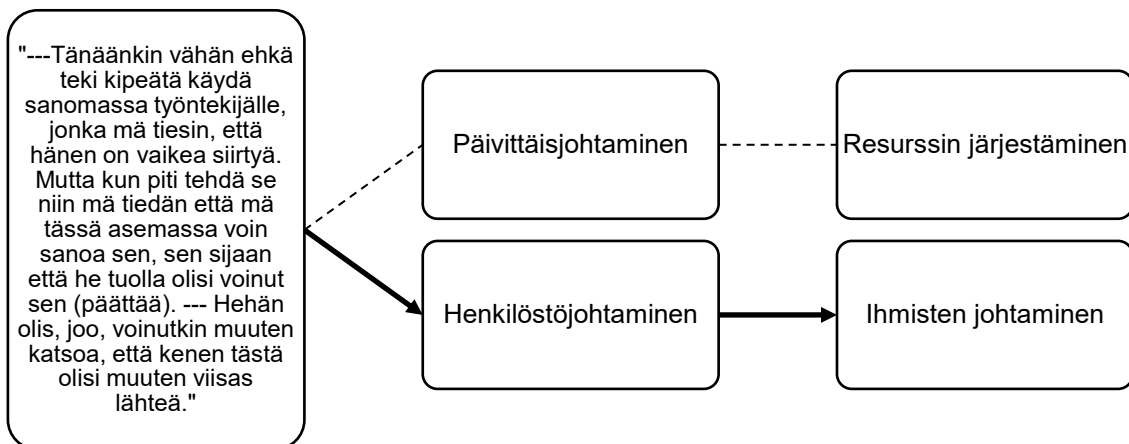 "---Tänäänkin vähän ehkä
teki kipeätä käydä
sanomassa työntekijälle,
jonka mä tiesin, että
hänen on vaikea siirtyä.
Mutta kun piti tehdä se
niin mä tiedän että mä
tässä asemassa voin
sanoa sen, sen sijaan
että he tuolla olisi voinut
sen (päättää). --- Hehän
olis, joo, voinutkin muuten
katsoa, että kenen tästä
olisi muuten viisas
lähteä."
Päivittäisjohtaminen
Resurssin järjestäminen
Henkilöstöjohtaminen
Ihmisten johtaminen